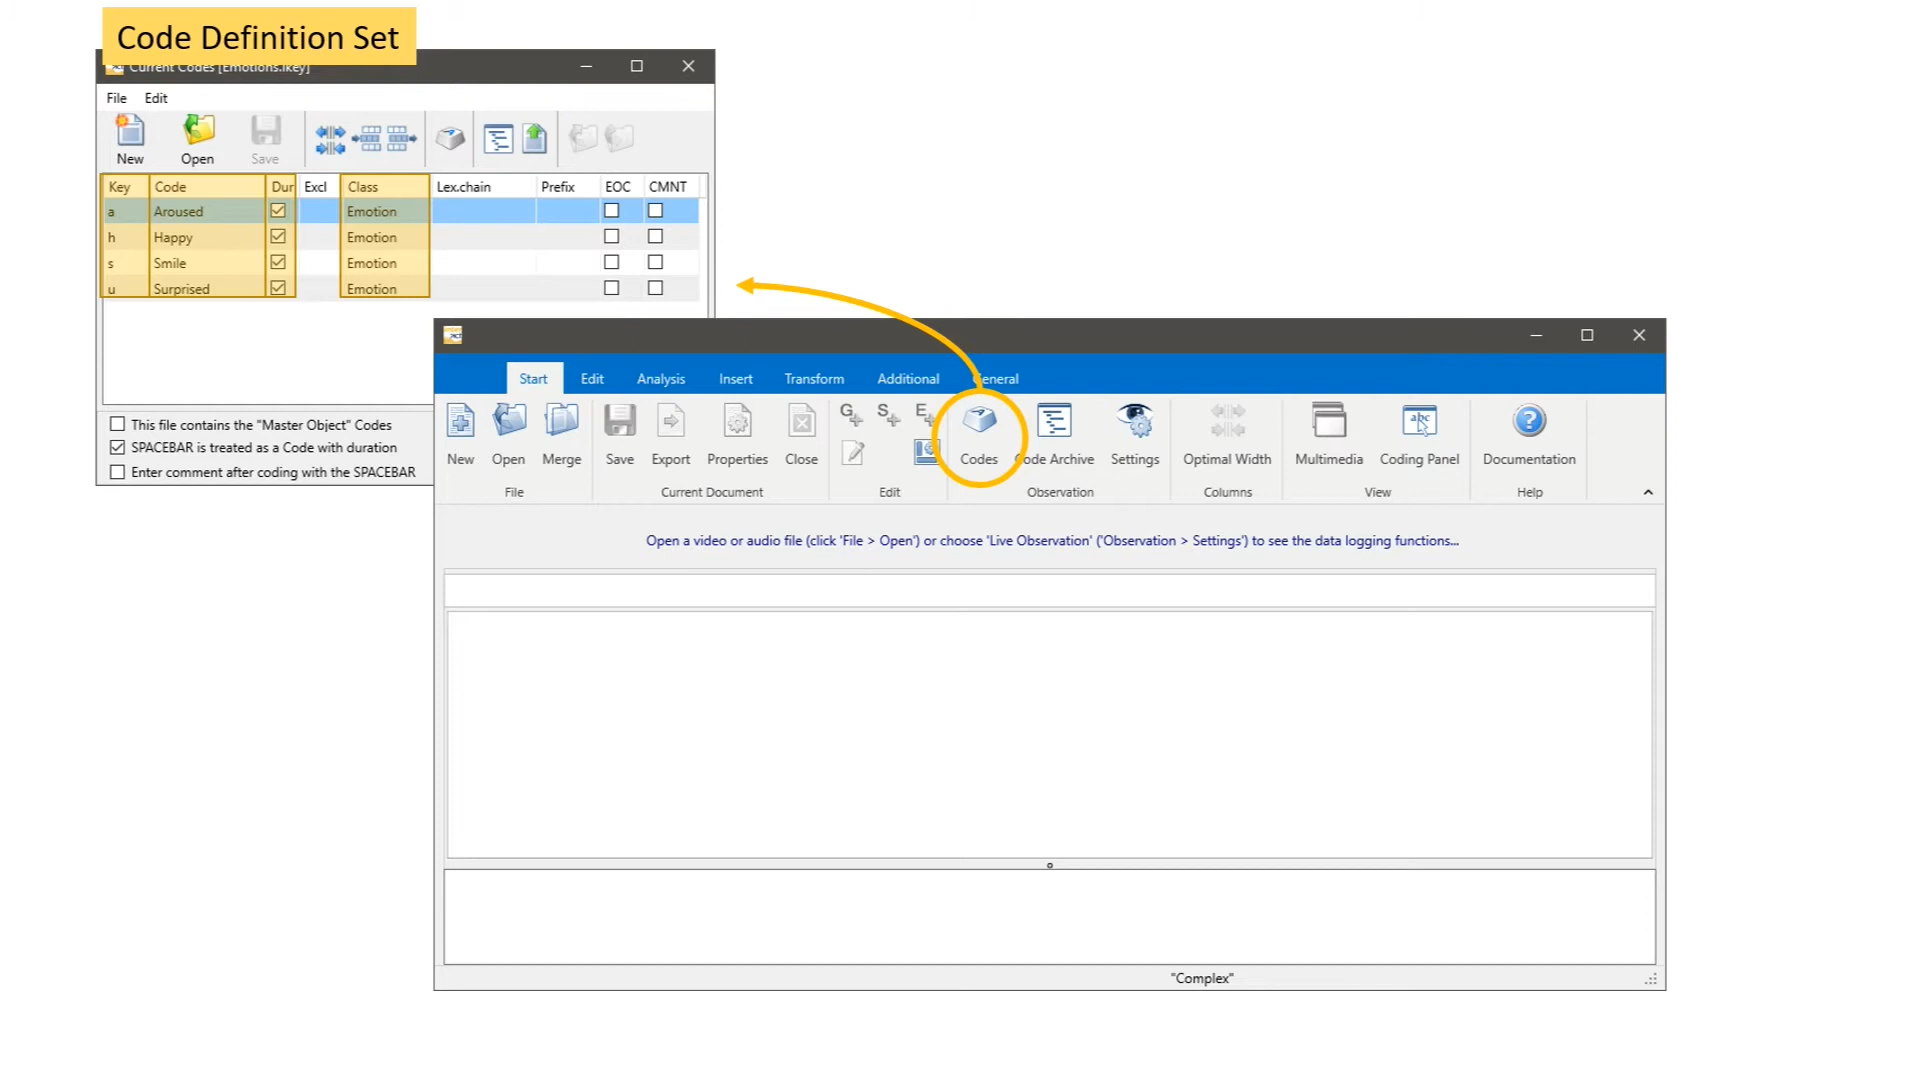 Code Definition Set
Current Codes [Emotions.ikey]
File Edit
New Open Save
Key Code Dur Excl Class Lex.chain Prefix EOC CMNT
a Aroused Emotion
h Happy Emotion
s Smile Emotion
u Surprised Emotion
This file contains the "Master Object" Codes
SPACEBAR is treated as a Code with duration
Enter comment after coding with the SPACEBAR
Start Edit Analysis Insert Transform Additional General
G S E
abc
New Open Merge Save Export Properties Close Codes Code Archive Settings Optimal Width Multimedia Coding Panel Documentation
File Current Document Edit Observation Columns View Help
Open a video or audio file (click 'File > Open') or choose 'Live Observation' ('Observation > Settings') to see the data logging functions...
"Complex"